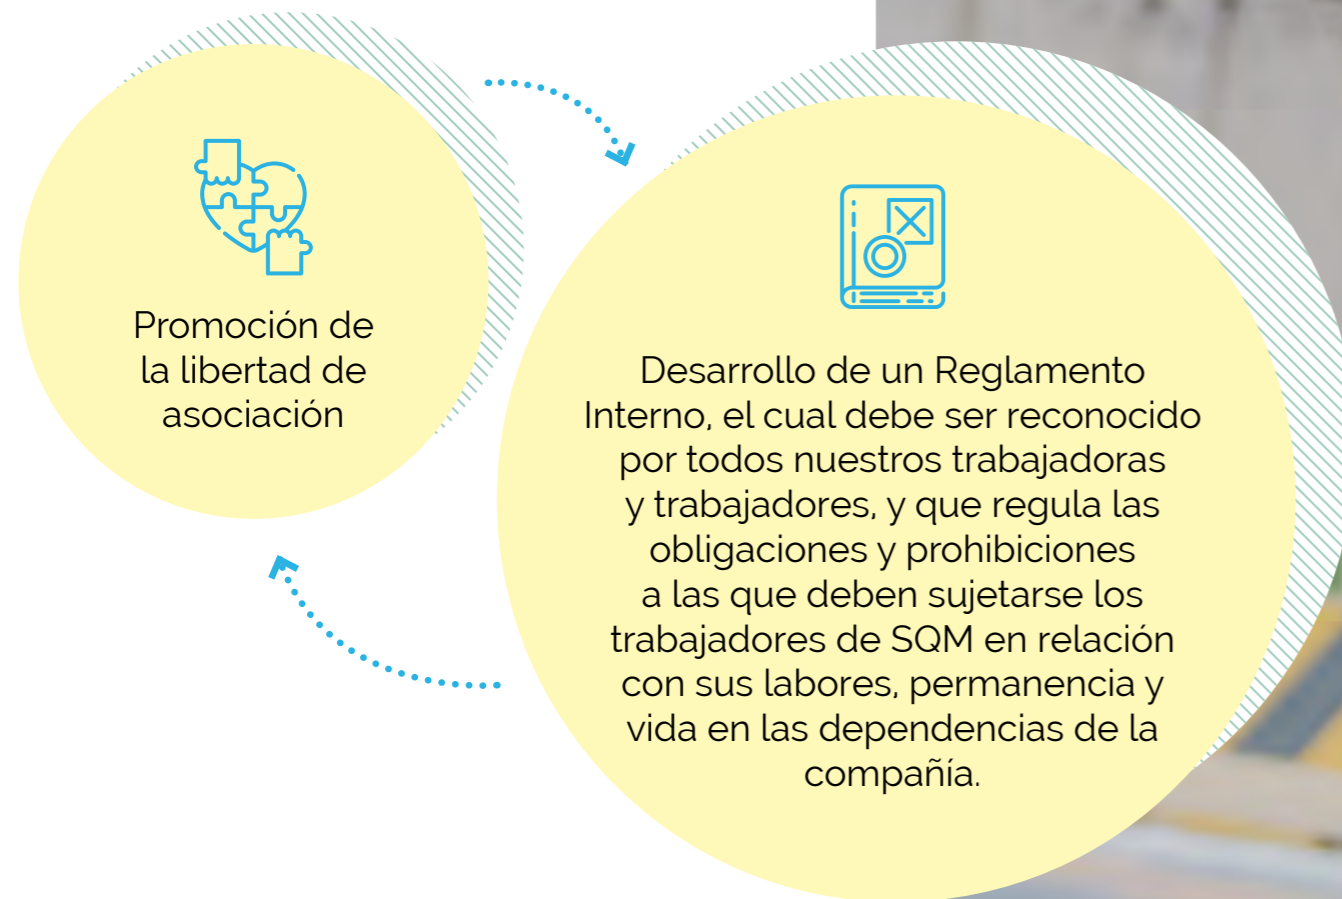 Promoción de
la libertad de
asociación
Desarrollo de un Reglamento
Interno, el cual debe ser reconocido
por todos nuestros trabajadoras
y trabajadores, y que regula las
obligaciones y prohibiciones
a las que deben sujetarse los
trabajadores de SQM en relación
con sus labores, permanencia y
vida en las dependencias de la
compañía.